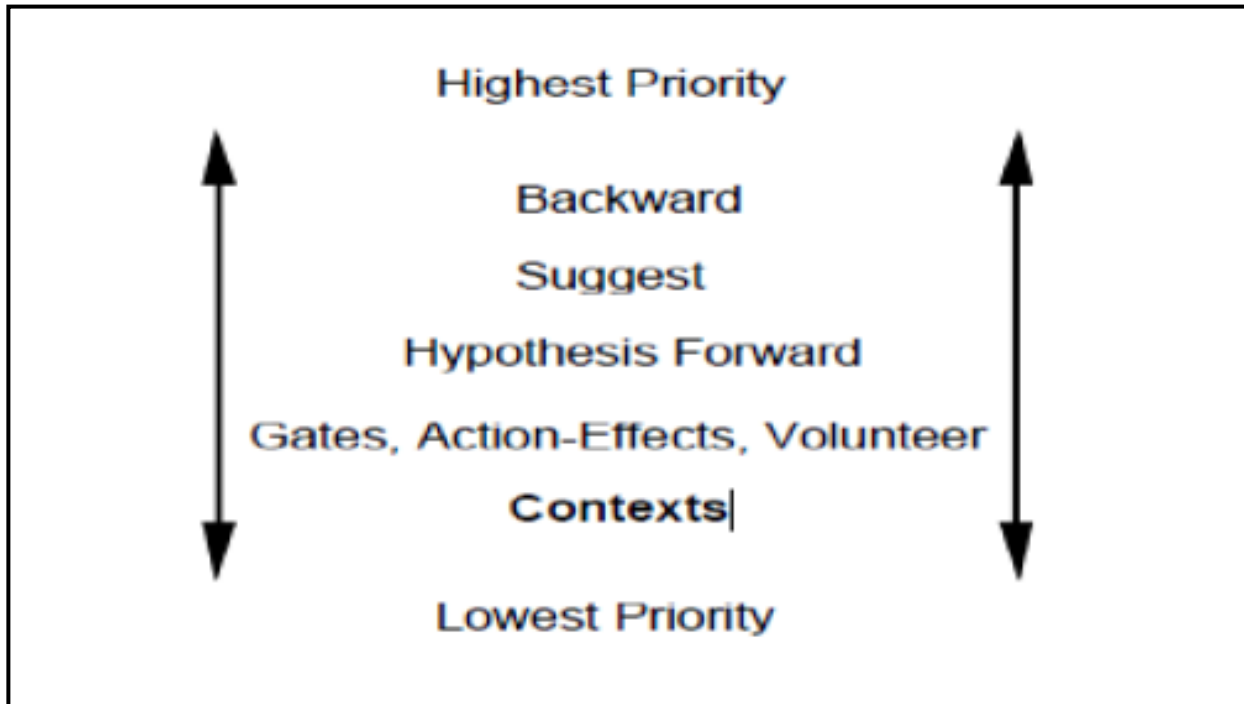 Highest Priority
Backward
Suggest
Hypothesis Forward
Gates, Action-Effects, Volunteer
Contexts
Lowest Priority